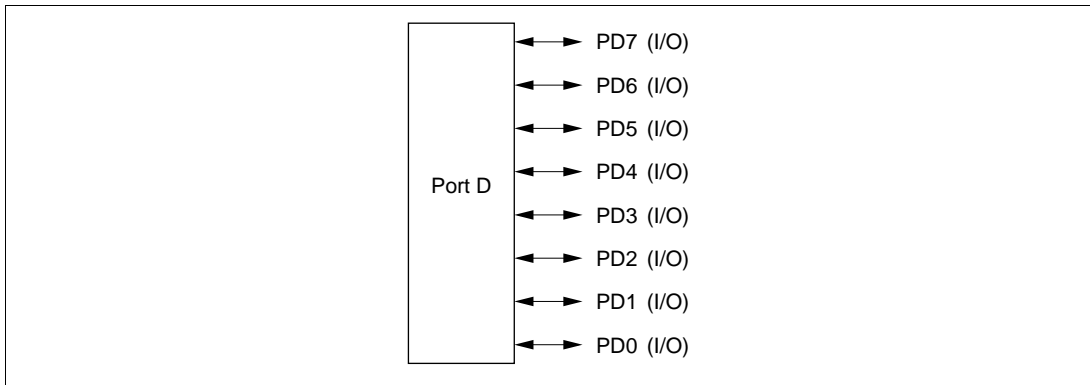 PD7 (I/O)
PD6 (I/O)
PD5 (I/O)
PD4 (I/O)
Port D
PD3 (I/O)
PD2 (I/O)
PD1 (I/O)
PD0 (I/O)